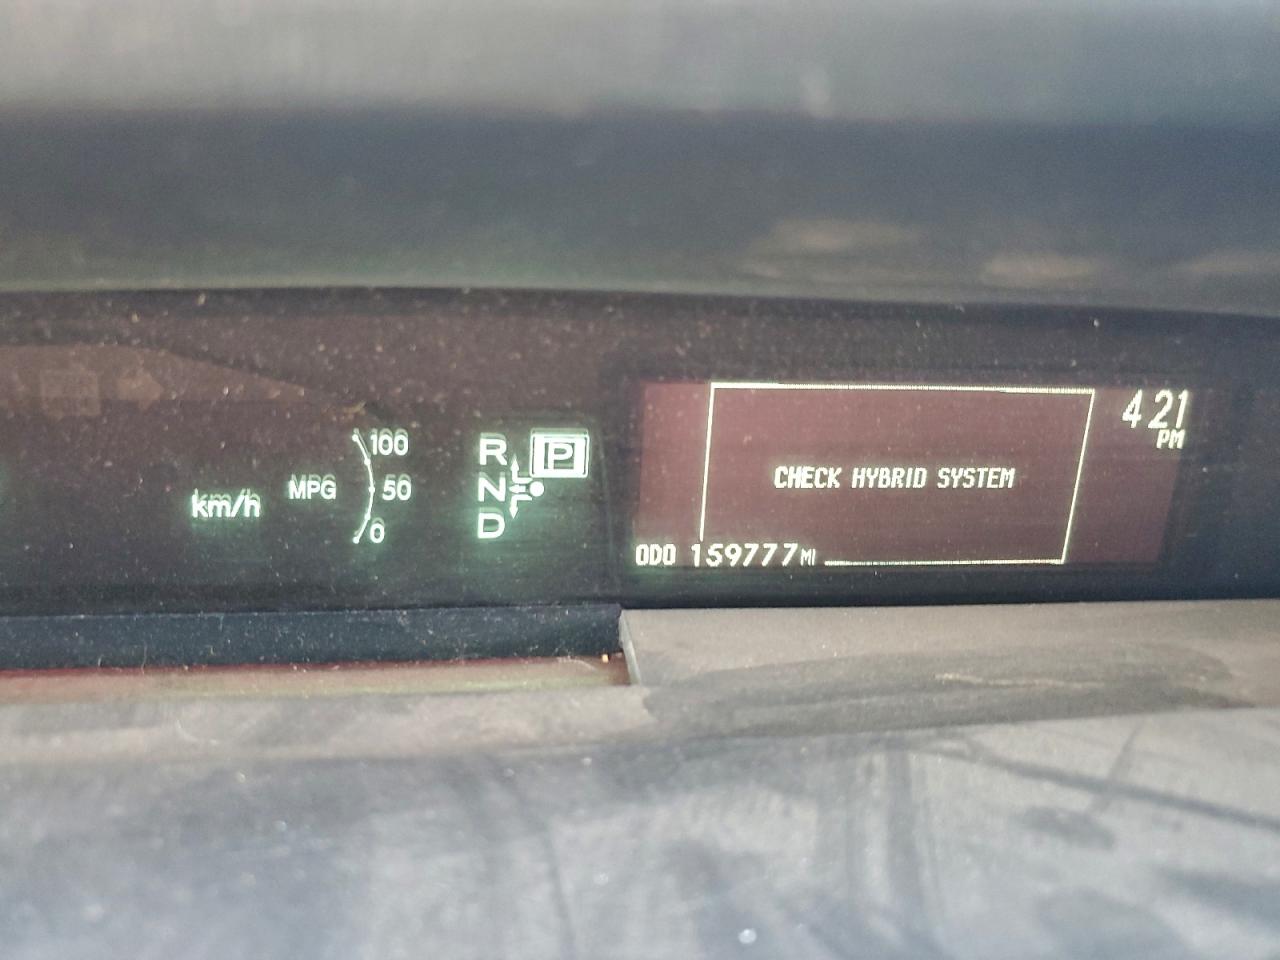 km/h
MPG
100
50
0
R
P
N
D
CHECK HYBRID SYSTEM
4 21
PM
ODO 159777 MI